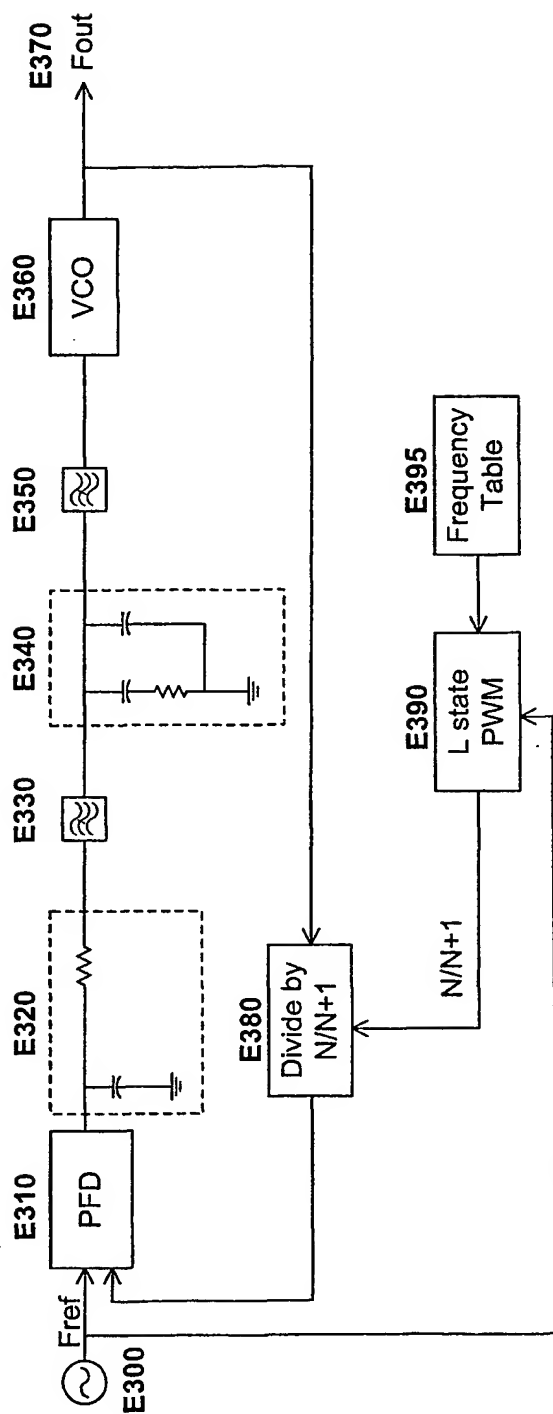 E300
Fref
E310
PFD
E320
E330
E340
E350
E360
VCO
E370
Fout
E380
Divide by
N/N+1
N/N+1
E390
L state
PWM
E395
Frequency
Table